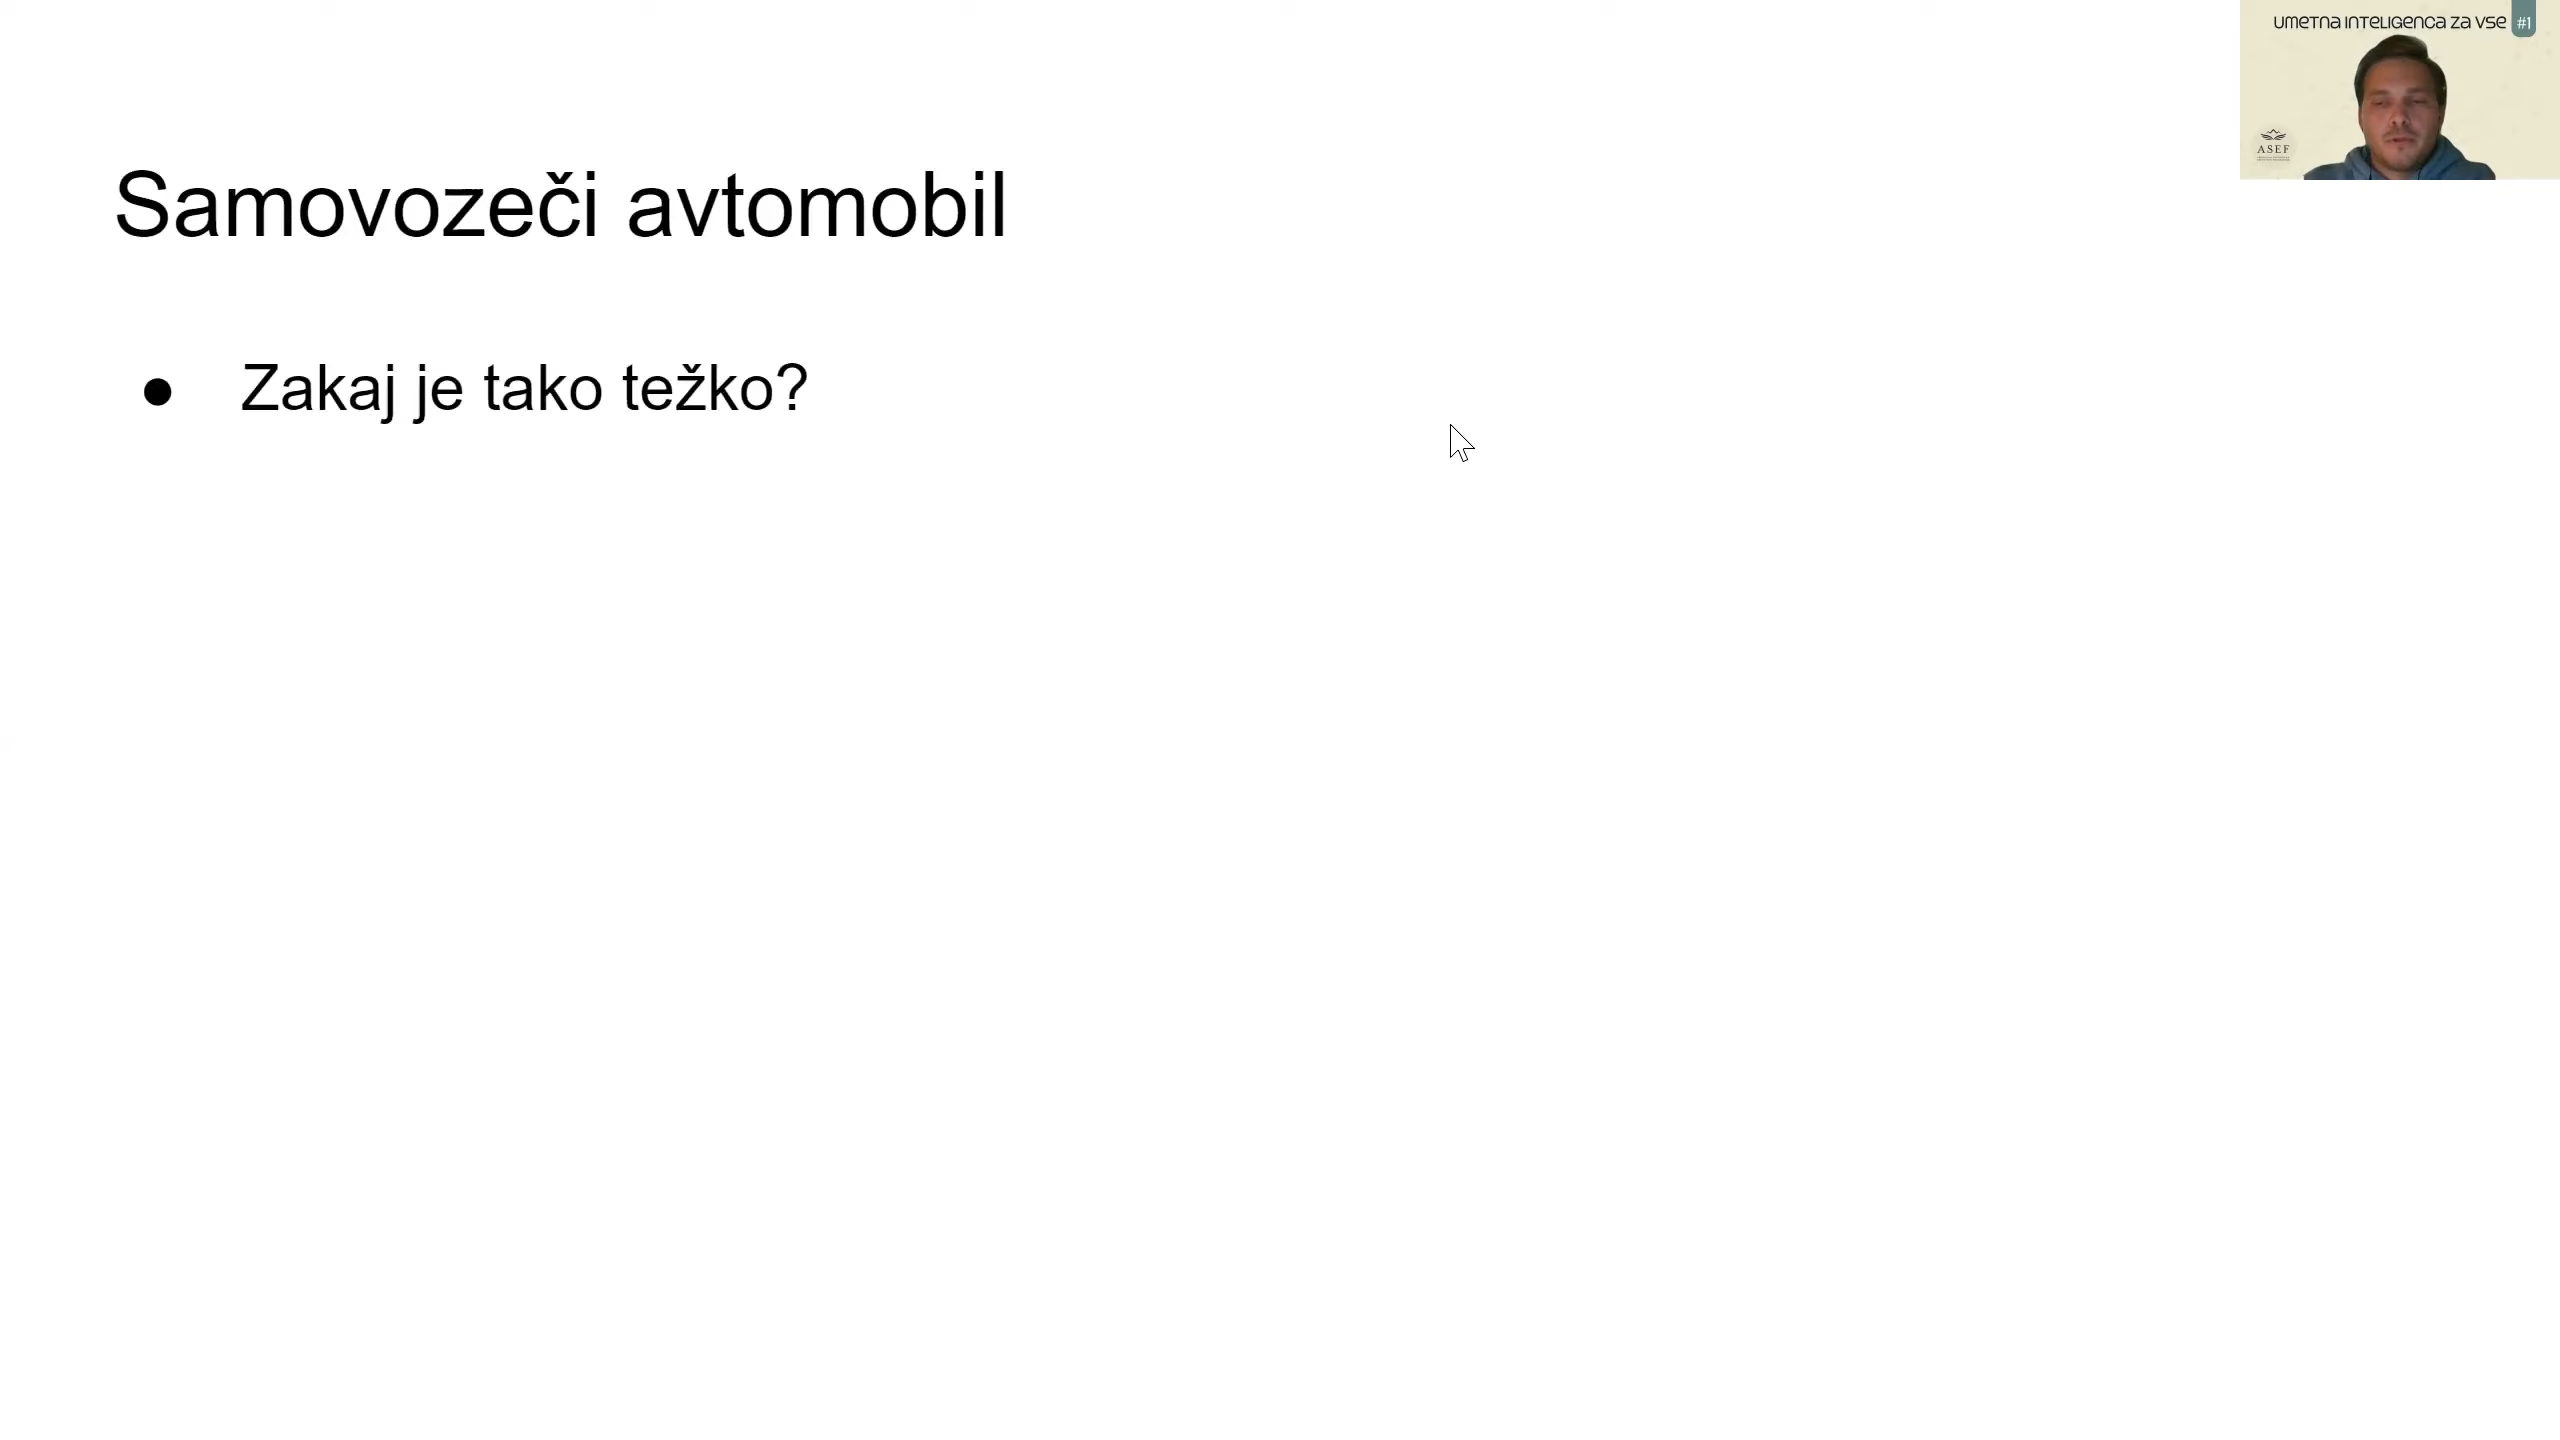 UMETNA INTELIGENCA ZA VSE #1
ASEF
Samovozeči avtomobil
● Zakaj je tako težko?